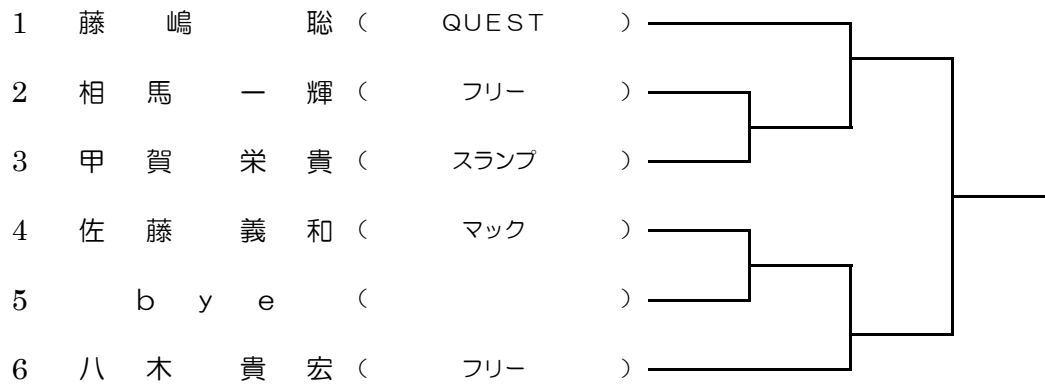 1 藤 嶋 聡 ( QUEST )
2 相 馬 一 輝 ( フリー )
3 甲 賀 栄 貴 ( スランプ )
4 佐 藤 義 和 ( マック )
5 b y e ( )
6 八 木 貴 宏 ( フリー )